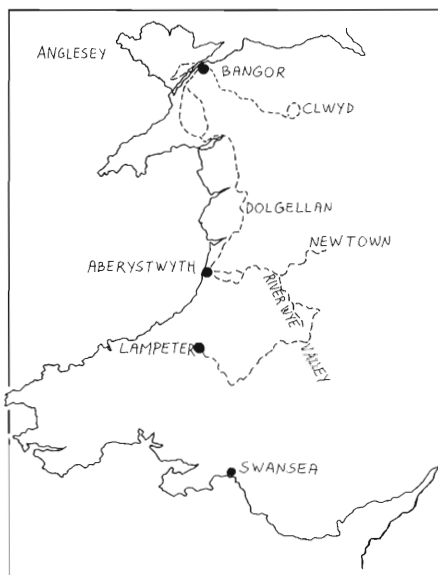 ANGLESEY
BANGOR
CLWYD
DOLGELLAN
NEWTOWN
ABERYSTWYTH
RIVER WYE
VALLEY
LAMPETER
SWANSEA